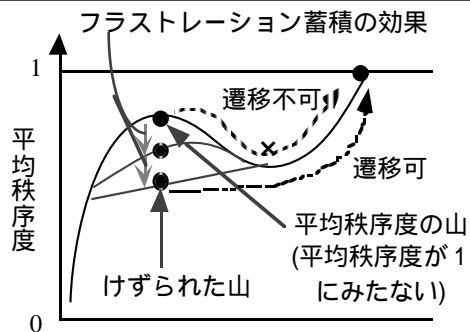 フラストレーション蓄積の効果
1
遷移不可
平均秩序度
遷移可
平均秩序度の山
(平均秩序度が1
にみたない)
けずられた山
0